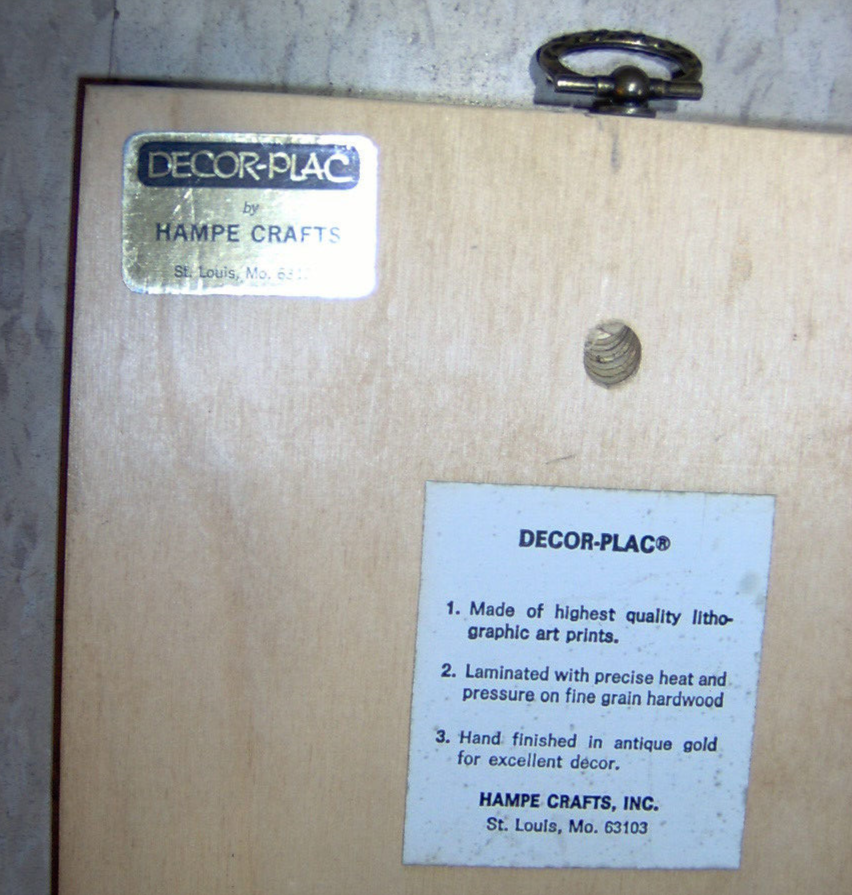 DECOR-PLAC
by
HAMPE CRAFTS
St. Louis, Mo.
DECOR-PLAC®
1. Made of highest quality litho-
graphic art prints.
2. Laminated with precise heat and
pressure on fine grain hardwood
3. Hand finished in antique gold
for excellent decor.
HAMPE CRAFTS, INC.
St. Louis, Mo. 63103